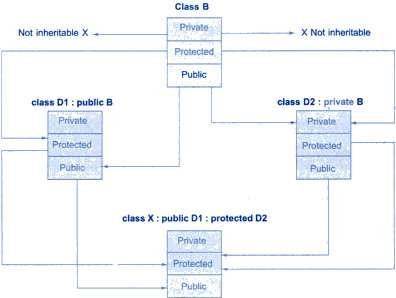 Class B
Not inheritable X
Private
X Not inheritable
Protected
Public
class D1 : public B
class D2 : private B
Private
Protected
Public
Private
Protected
Public
class X : public D1 : protected D2
Private
Protected
Public